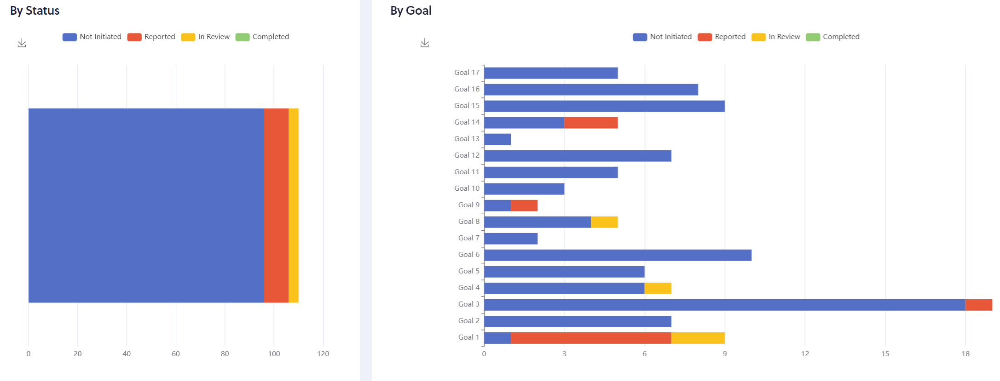 By Status
Not Initiated Reported In Review Completed
0 20 40 60 80 100 120
By Goal
Not Initiated Reported In Review Completed
Goal 17
Goal 16
Goal 15
Goal 14
Goal 13
Goal 12
Goal 11
Goal 10
Goal 9
Goal 8
Goal 7
Goal 6
Goal 5
Goal 4
Goal 3
Goal 2
Goal 1
0 3 6 9 12 15 18